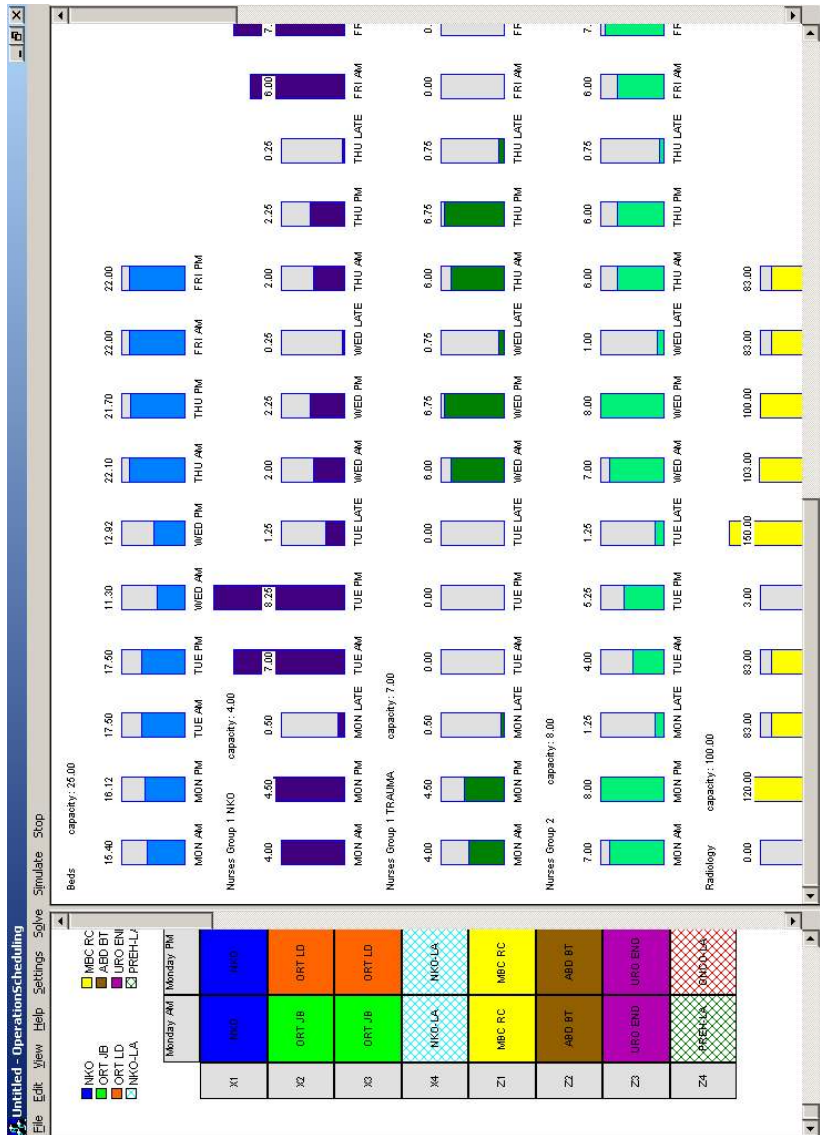 Untitled - OperationScheduling
File Edit View Help Settings Solve Simulate Stop
NKO MBC RC
ORT JB ABD BT
ORT LD URO EN
NKO-LA PREH-L
Monday AM Monday PM
X1 NKO NKO
X2 ORT JB ORT LD
X3 ORT JB ORT LD
X4 NKO-LA NKO-LA
Z1 MBC RC MBC RC
Z2 ABD BT ABD BT
Z3 URO END URO END
Z4 PREH-LA
Beds capacity: 25.00
15.40 16.12 17.50 17.50 11.30 12.92 22.10 21.70 22.00 22.00
MON AM MON PM TUE AM TUE PM WED AM WED PM THU AM THU PM FRI AM FRI PM
Nurses Group 1 NKO capacity: 4.00
4.00 4.50 0.50 7.00 8.25 1.25 2.00 2.25 0.25 2.00 2.25 0.25 6.00 7.
MON AM MON PM MON LATE TUE AM TUE PM TUE LATE WED AM WED PM WED LATE THU AM THU PM THU LATE FRI AM FR
Nurses Group 1 TRAUMA capacity: 7.00
4.00 4.50 0.50 0.00 0.00 0.00 6.00 6.75 0.75 6.00 6.75 0.75 0.00 0.
MON AM MON PM MON LATE TUE AM TUE PM TUE LATE WED AM WED PM WED LATE THU AM THU PM THU LATE FRI AM FR
Nurses Group 2 capacity: 8.00
7.00 8.00 1.25 4.00 5.25 1.25 7.00 8.00 1.00 6.00 6.00 0.75 6.00 7.
MON AM MON PM MON LATE TUE AM TUE PM TUE LATE WED AM WED PM WED LATE THU AM THU PM THU LATE FRI AM FR
Radiology capacity: 100.00
0.00 120.00 83.00 83.00 3.00 150.00 103.00 100.00 83.00 83.00